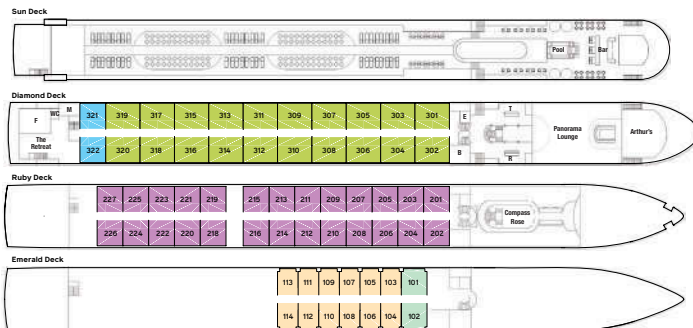 Sun Deck
Pool
Bar
Diamond Deck
M
WC
F
The
Retreat
321 319 317 315 313 311 309 307 305 303 301
322 320 318 316 314 312 310 308 306 304 302
E
T
B
R
Panorama
Lounge
Arthur's
Ruby Deck
227 225 223 221 219 215 213 211 209 207 205 203 201
226 224 222 220 218 216 214 212 210 208 206 204 202
Compass
Rose
Emerald Deck
113 111 109 107 105 103 101
114 112 110 108 106 104 102